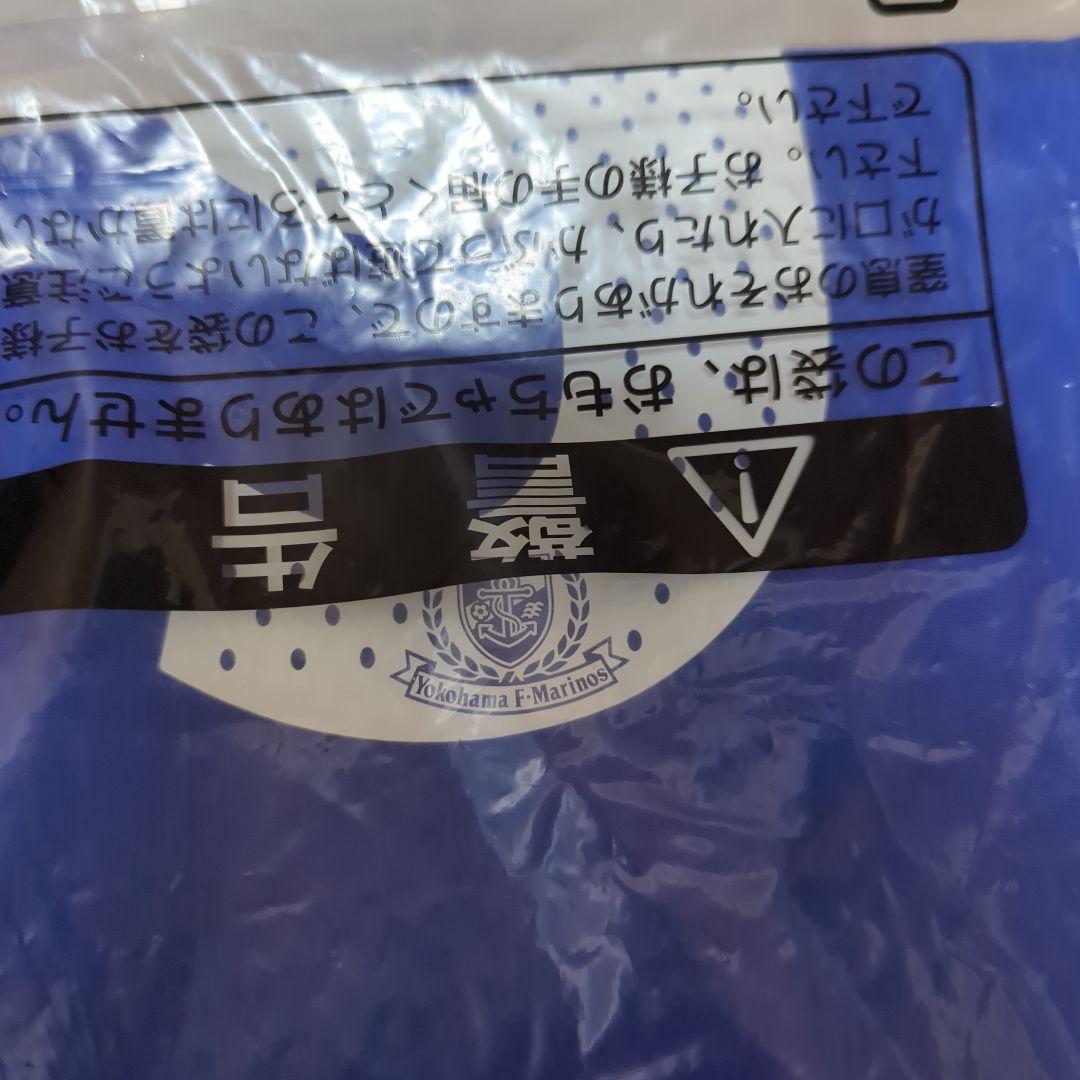 警告
この袋は、おもちゃではありません。
窒息のおそれがありますので、この袋をお子様
が口に入れたり、かぶって遊ばないようご注意
下さい。お子様の手の届くところには置かない
で下さい。
Yokohama F·Marinos